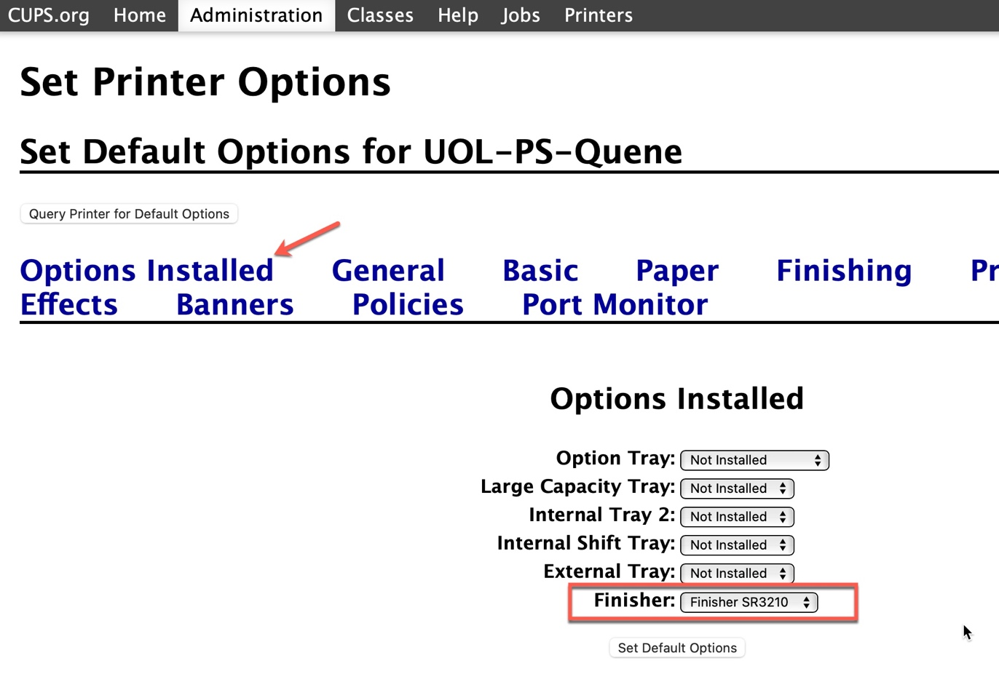 CUPS.org Home Administration Classes Help Jobs Printers
Set Printer Options
Set Default Options for UOL-PS-Quene
Query Printer for Default Options
Options Installed General Basic Paper Finishing Pr
Effects Banners Policies Port Monitor
Options Installed
Option Tray: Not Installed
Large Capacity Tray: Not Installed
Internal Tray 2: Not Installed
Internal Shift Tray: Not Installed
External Tray: Not Installed
Finisher: Finisher SR3210
Set Default Options